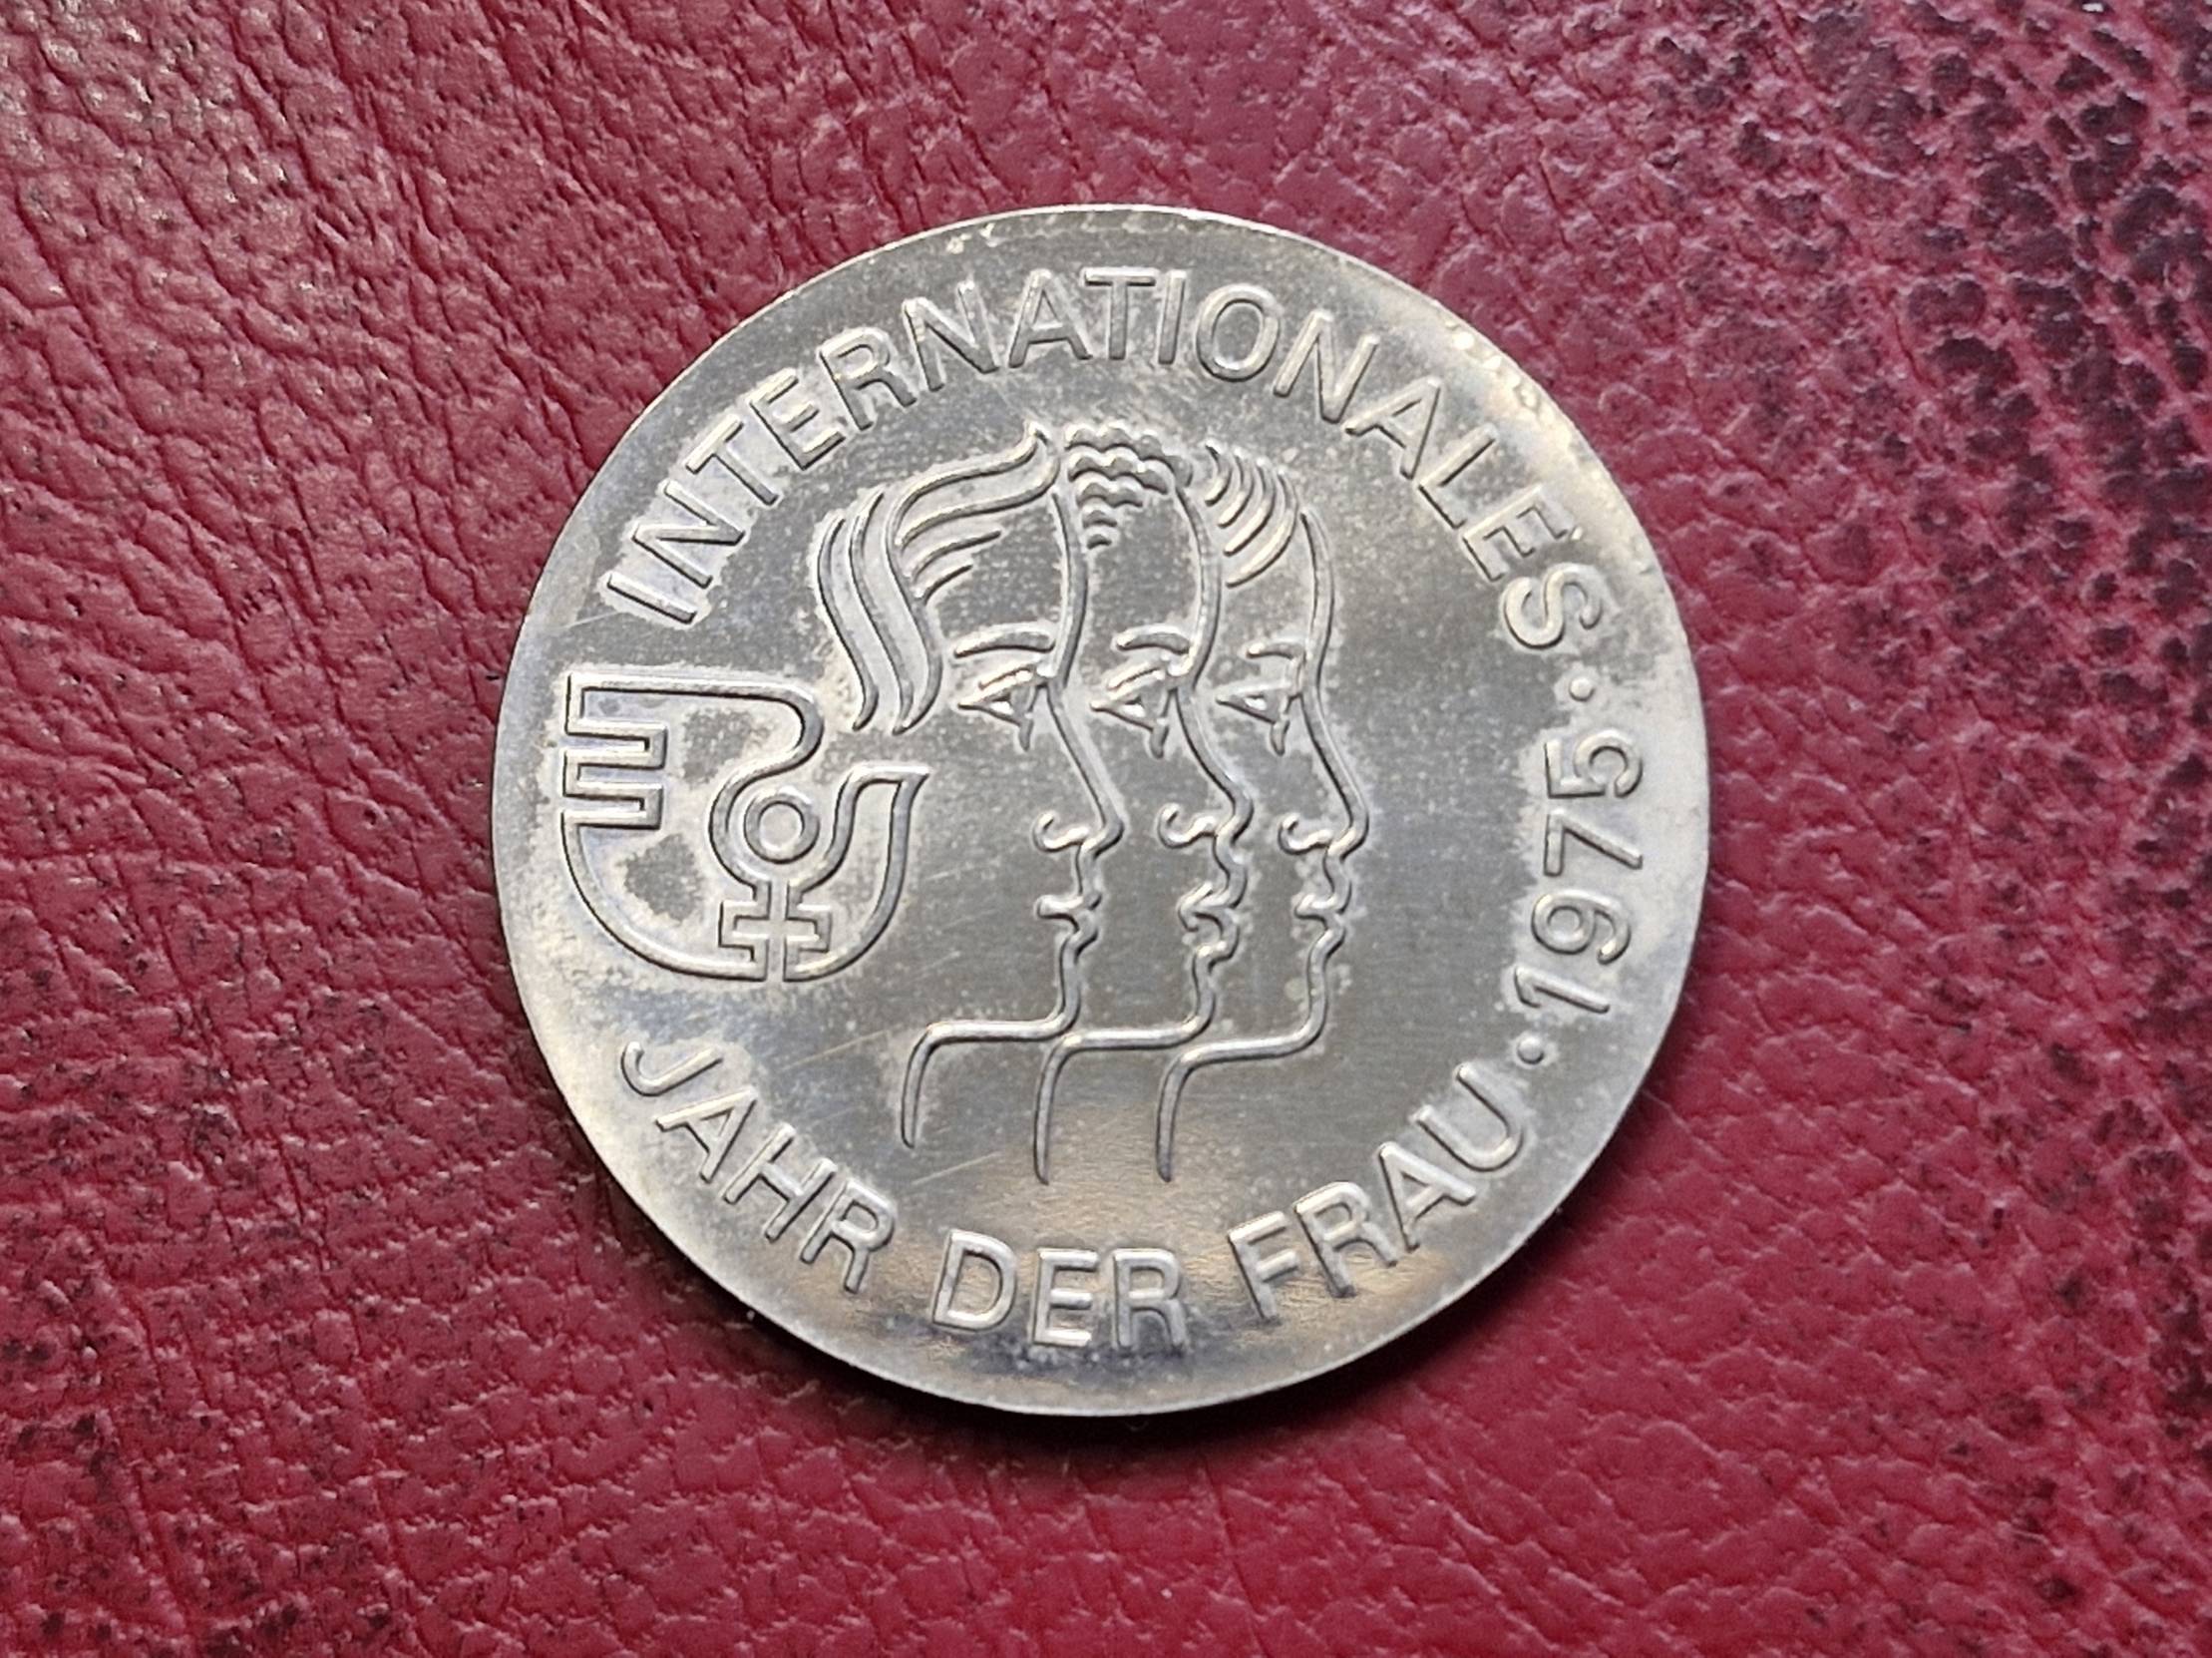 INTERNATIONALES · 1975 ·
JAHR DER FRAU